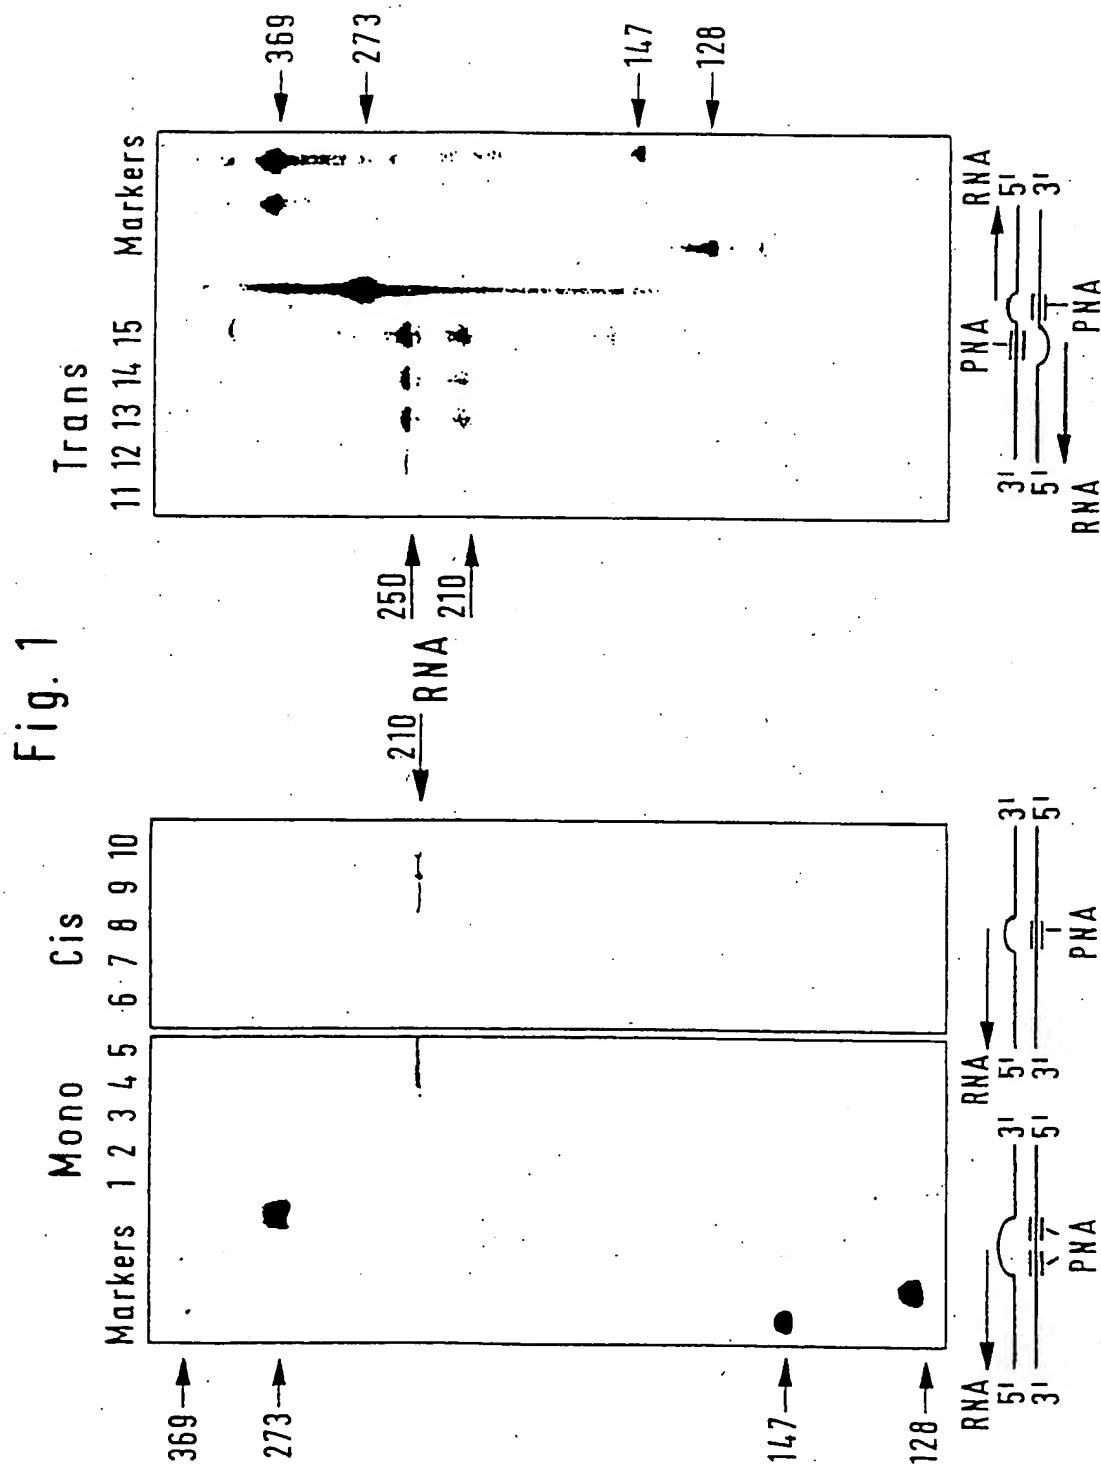 Fig. 1
Mono
Cis
Trans
Markers 1 2 3 4 5
6 7 8 9 10
11 12 13 14 15 Markers
369
273
147
128
210
RNA
250
210
369
273
147
128
RNA
5' 3'
3' 5'
PNA
RNA
5' 3'
3' 5'
PNA
PNA
RNA
3' 5'
5' 3'
RNA
PNA